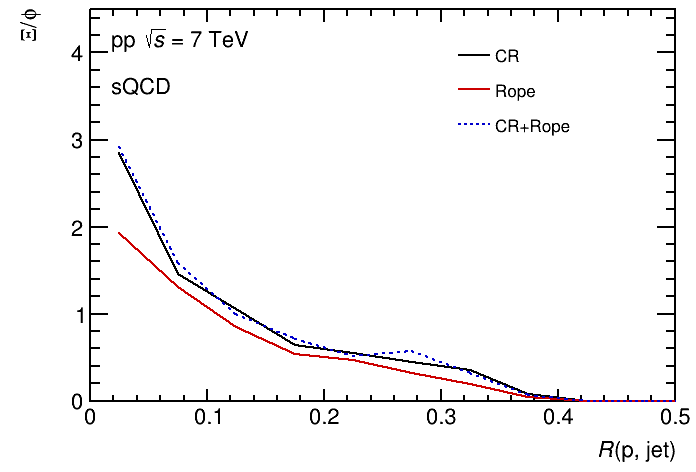 Ξ/ϕ
pp √s = 7 TeV
sQCD
CR
Rope
CR+Rope
4
3
2
1
0
0 0.1 0.2 0.3 0.4 0.5
R(p, jet)